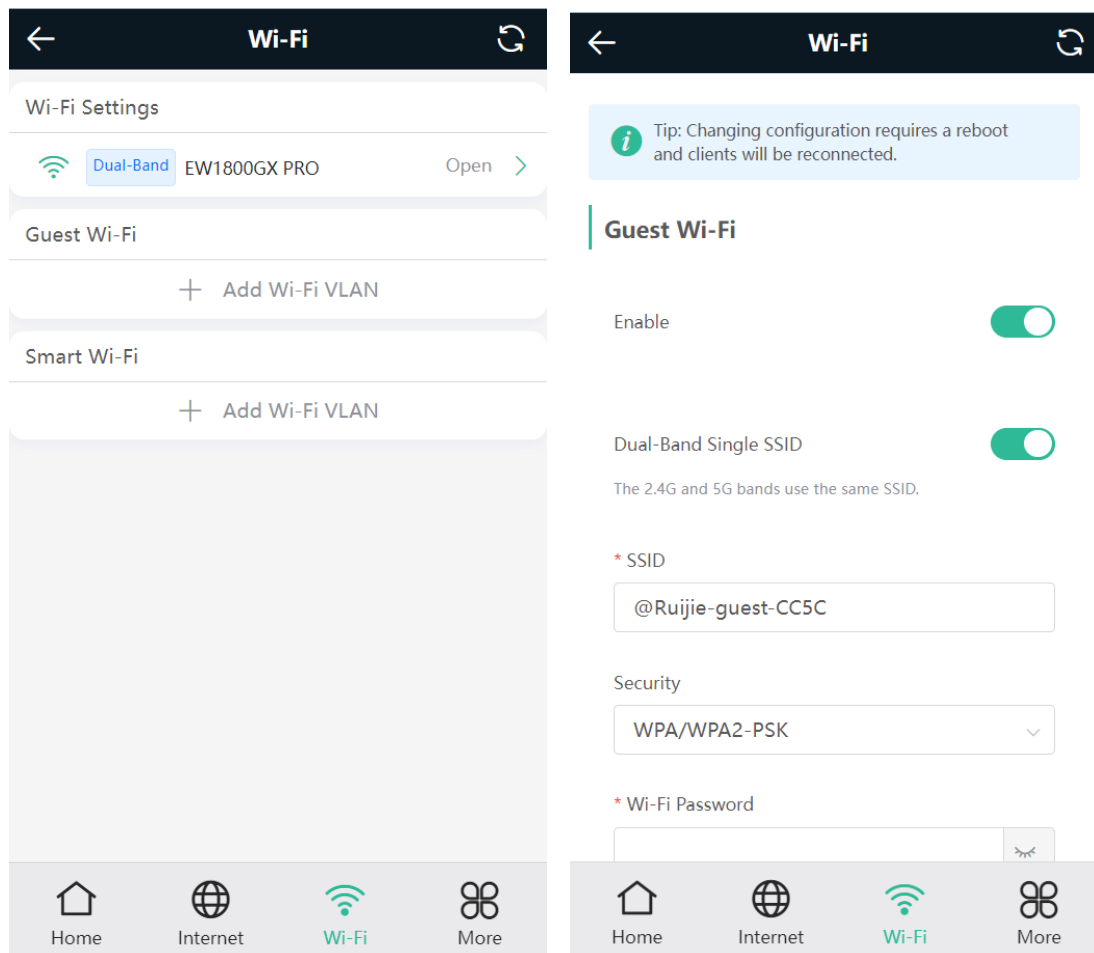 Wi-Fi
Wi-Fi Settings
Dual-Band EW1800GX PRO Open
Guest Wi-Fi
Add Wi-Fi VLAN
Smart Wi-Fi
Add Wi-Fi VLAN
Home Internet Wi-Fi More
Wi-Fi
Tip: Changing configuration requires a reboot
and clients will be reconnected.
Guest Wi-Fi
Enable
Dual-Band Single SSID
The 2.4G and 5G bands use the same SSID.
* SSID
@Ruijie-guest-CC5C
Security
WPA/WPA2-PSK
* Wi-Fi Password
Home Internet Wi-Fi More